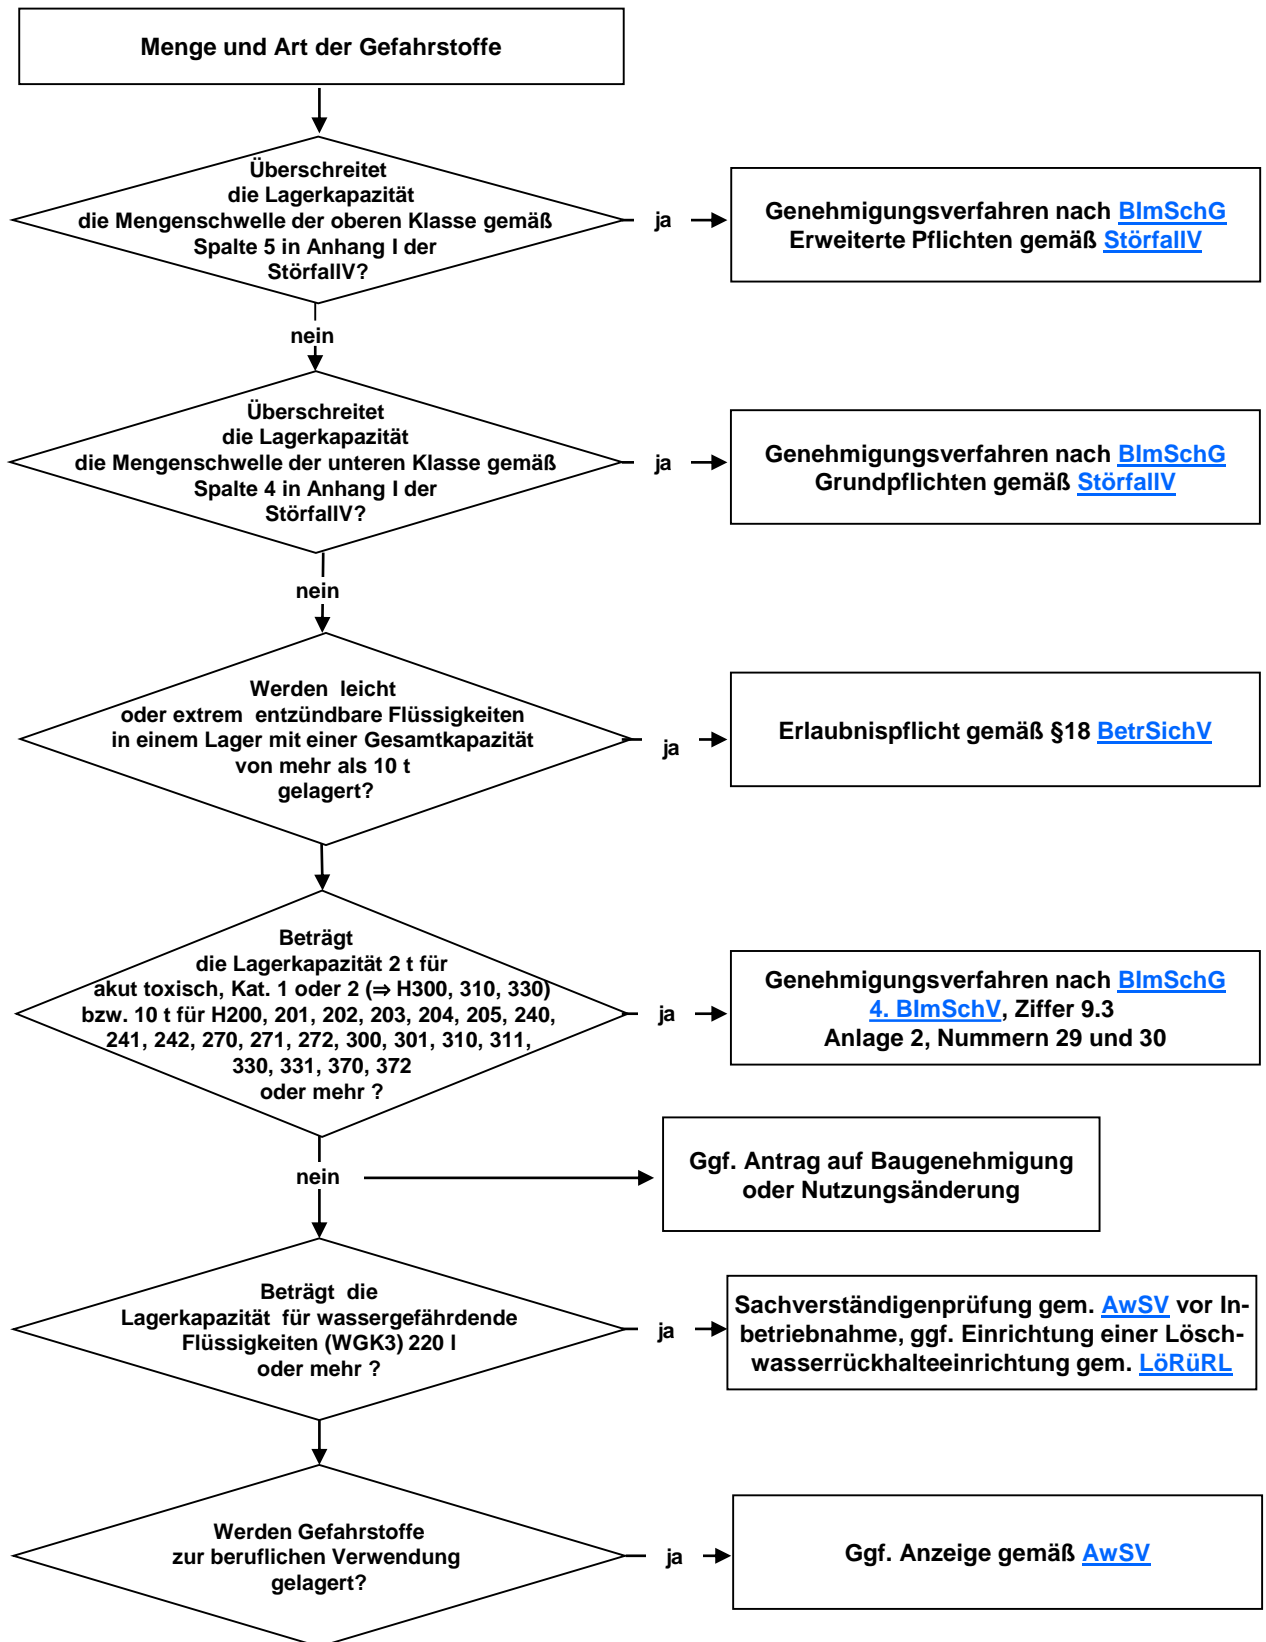 Menge und Art der Gefahrstoffe
Überschreitet
die Lagerkapazität
die Mengenschwelle der oberen Klasse gemäß
Spalte 5 in Anhang I der
StörfallV?
ja
Genehmigungsverfahren nach BImSchG
Erweiterte Pflichten gemäß StörfallV
nein
Überschreitet
die Lagerkapazität
die Mengenschwelle der unteren Klasse gemäß
Spalte 4 in Anhang I der
StörfallV?
ja
Genehmigungsverfahren nach BImSchG
Grundpflichten gemäß StörfallV
nein
Werden leicht
oder extrem entzündbare Flüssigkeiten
in einem Lager mit einer Gesamtkapazität
von mehr als 10 t
gelagert?
ja
Erlaubnispflicht gemäß §18 BetrSichV
Beträgt
die Lagerkapazität 2 t für
akut toxisch, Kat. 1 oder 2 (⇒ H300, 310, 330)
bzw. 10 t für H200, 201, 202, 203, 204, 205, 240,
241, 242, 270, 271, 272, 300, 301, 310, 311,
330, 331, 370, 372
oder mehr ?
ja
Genehmigungsverfahren nach BImSchG
4. BImSchV, Ziffer 9.3
Anlage 2, Nummern 29 und 30
nein
Ggf. Antrag auf Baugenehmigung
oder Nutzungsänderung
Beträgt die
Lagerkapazität für wassergefährdende
Flüssigkeiten (WGK3) 220 l
oder mehr ?
ja
Sachverständigenprüfung gem. AwSV vor In-
betriebnahme, ggf. Einrichtung einer Lösch-
wasserrückhalteeinrichtung gem. LöRüRL
Werden Gefahrstoffe
zur beruflichen Verwendung
gelagert?
ja
Ggf. Anzeige gemäß AwSV